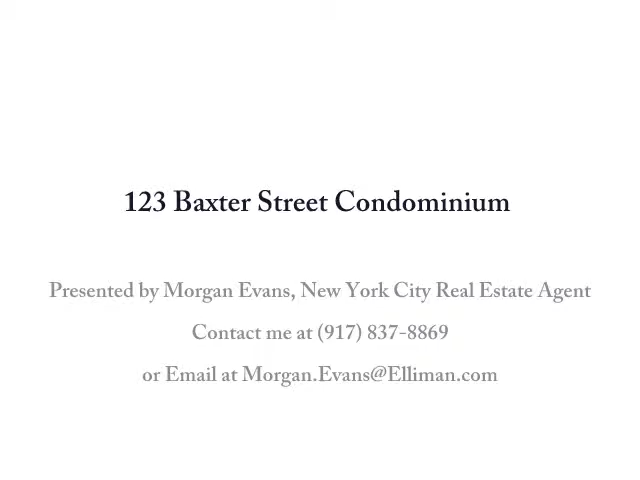 123 Baxter Street Condominium
Presented by Morgan Evans, New York City Real Estate Agent
Contact me at (917) 837-8869
or Email at Morgan.Evans@Elliman.com